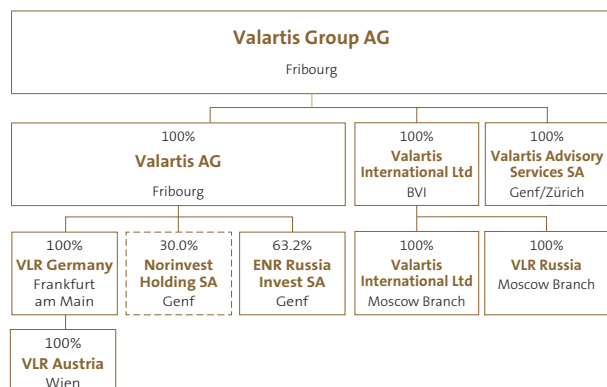 Valartis Group AG
Fribourg
100%
Valartis AG
Fribourg
100%
Valartis
International Ltd
BVI
100%
Valartis Advisory
Services SA
Genf/Zürich
100%
VLR Germany
Frankfurt
am Main
30.0%
Norinvest
Holding SA
Genf
63.2%
ENR Russia
Invest SA
Genf
100%
Valartis
International Ltd
Moscow Branch
100%
VLR Russia
Moscow Branch
100%
VLR Austria
Wien